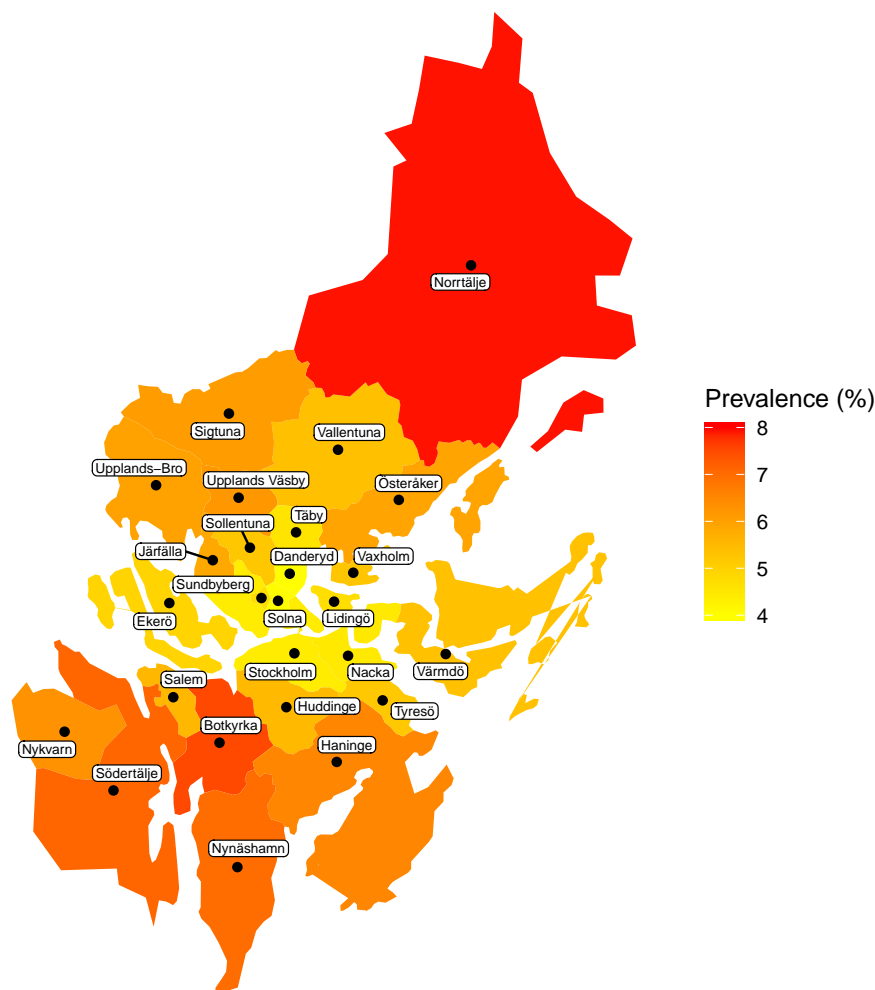 Norrtälje
Prevalence (%)
8
7
6
5
4
Sigtuna
Vallentuna
Upplands−Bro
Upplands Väsby
Österåker
Täby
Sollentuna
Järfälla
Danderyd
Vaxholm
Sundbyberg
Ekerö
Solna
Lidingö
Stockholm
Nacka
Värmdö
Salem
Huddinge
Tyresö
Botkyrka
Nykvarn
Haninge
Södertälje
Nynäshamn